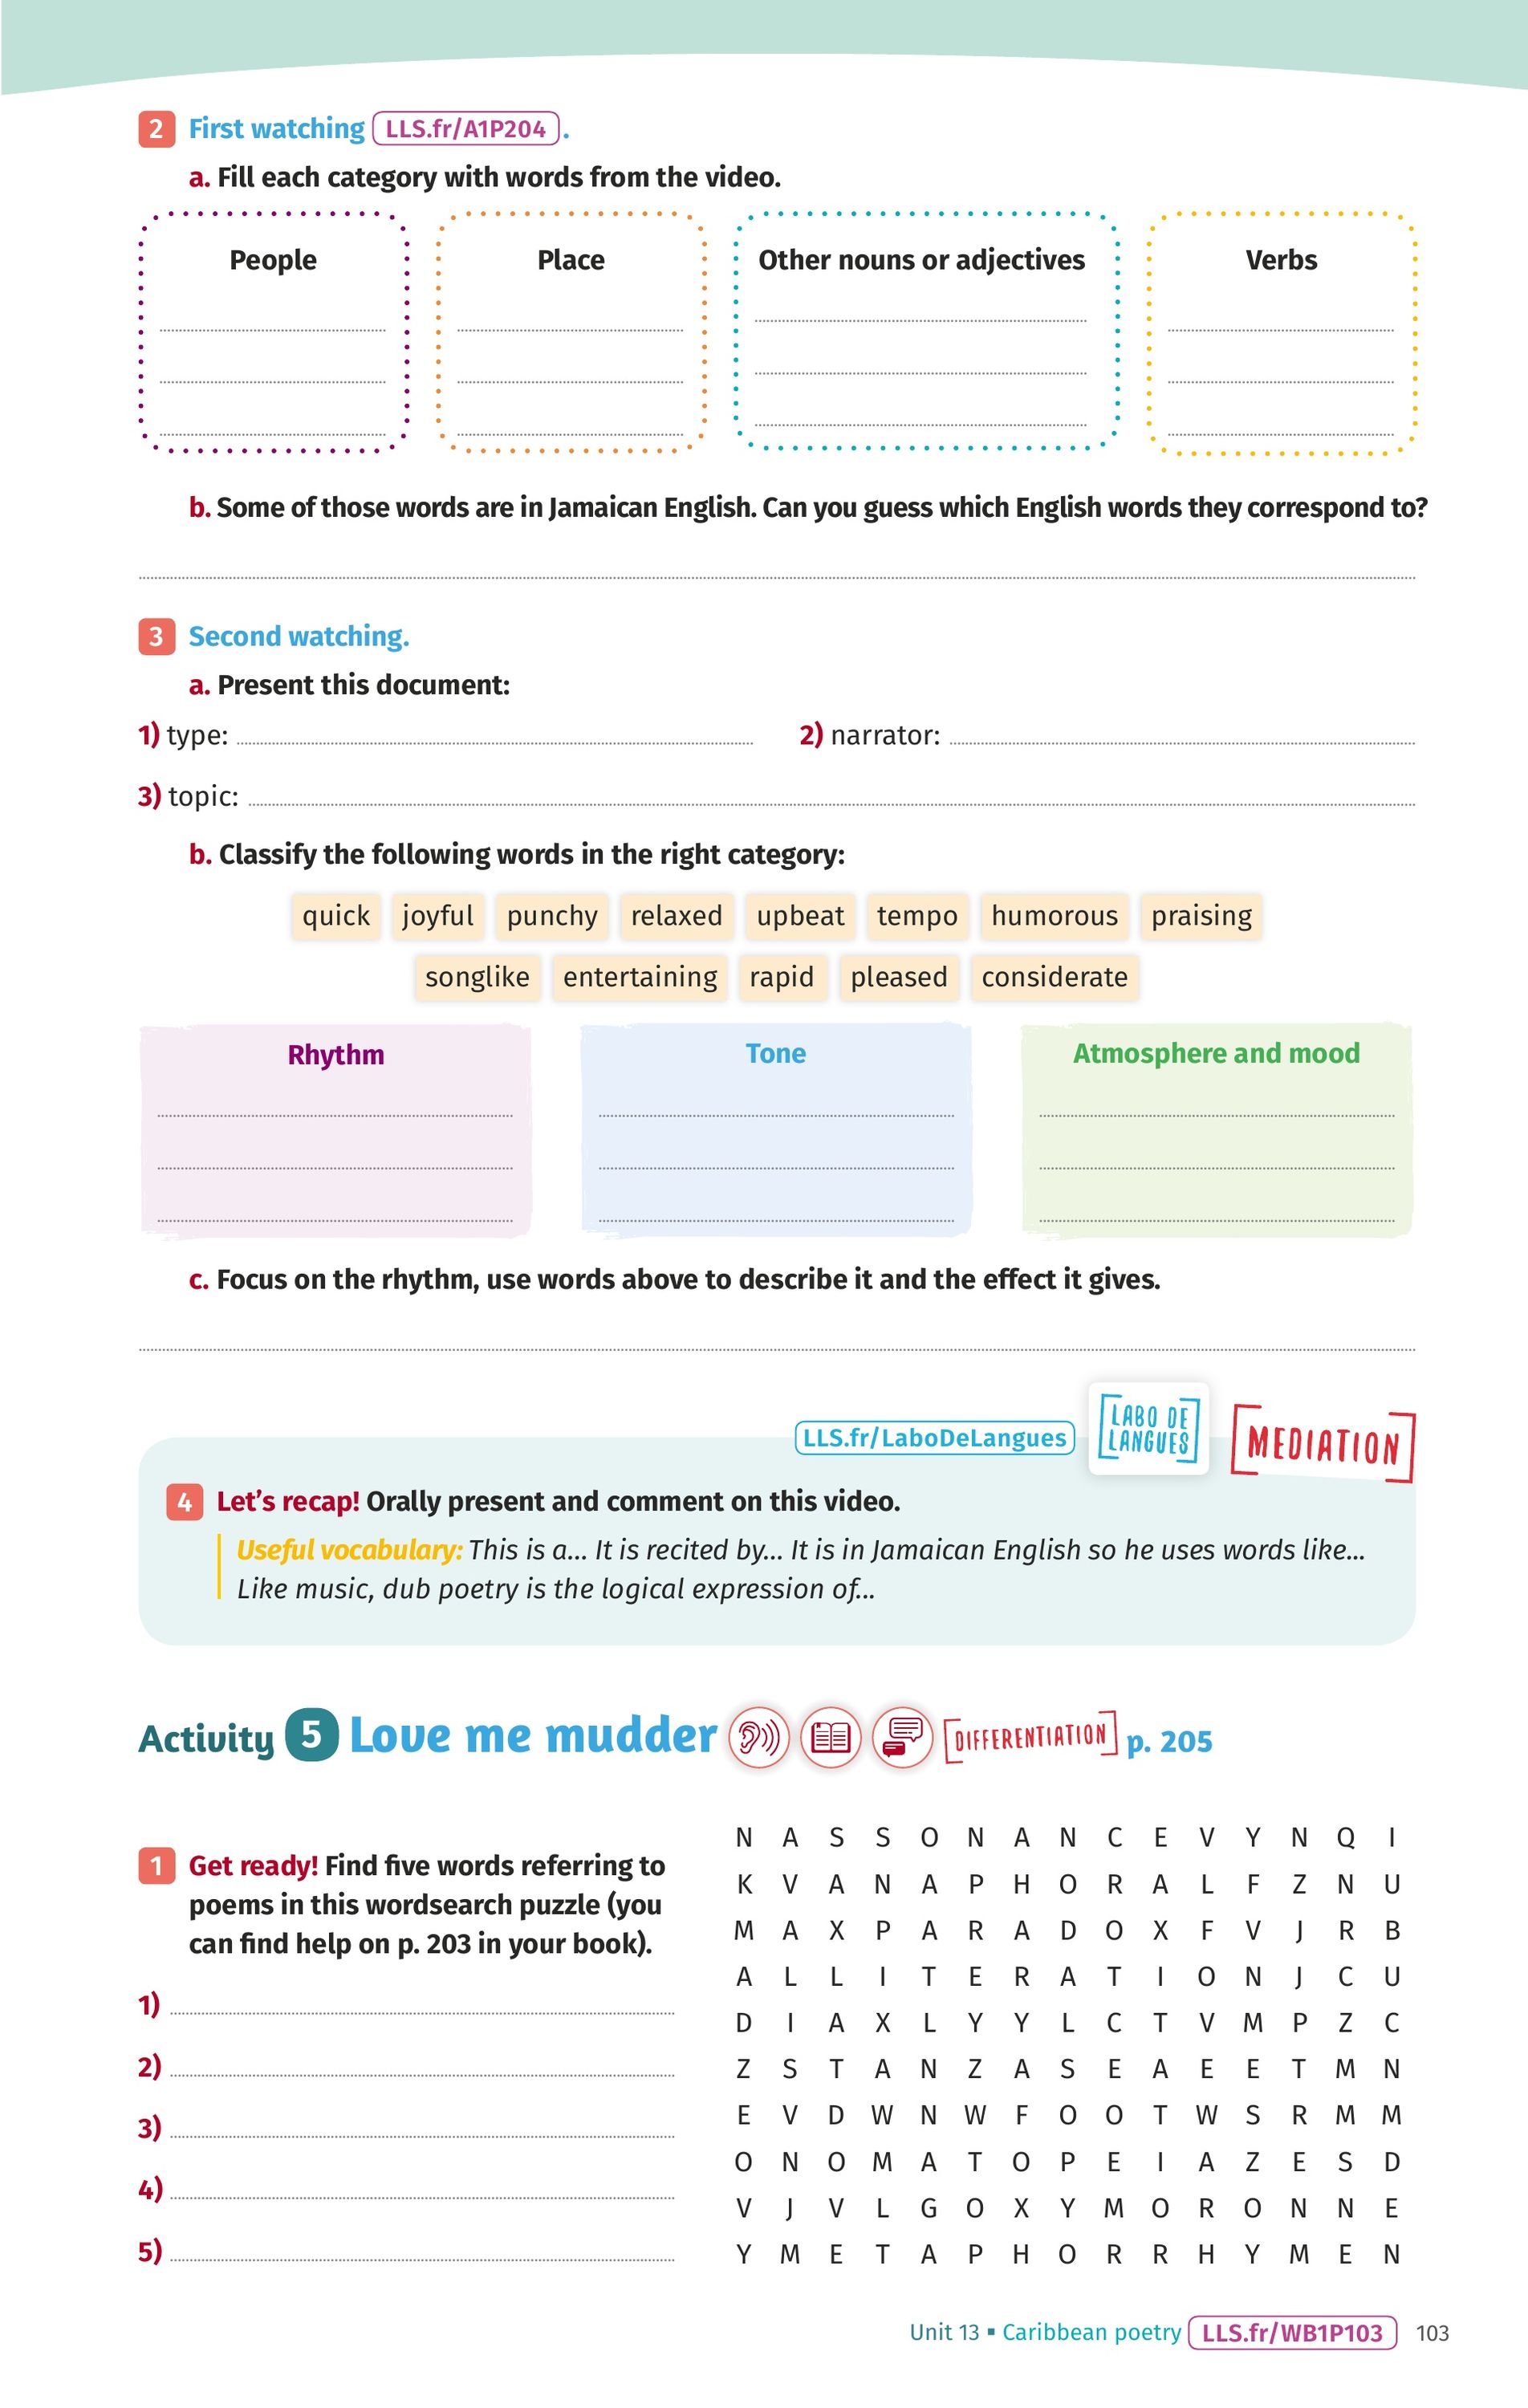 2 First watching LLS.fr/A1P204 .
a. Fill each category with words from the video.
People
Place
Other nouns or adjectives
Verbs
b. Some of those words are in Jamaican English. Can you guess which English words they correspond to?
3 Second watching.
a. Present this document:
1) type:
2) narrator:
3) topic:
b. Classify the following words in the right category:
quick joyful punchy relaxed upbeat tempo humorous praising
songlike entertaining rapid pleased considerate
Rhythm
Tone
Atmosphere and mood
c. Focus on the rhythm, use words above to describe it and the effect it gives.
LLS.fr/LaboDeLangues
LABO DE
LANGUES
MEDIATION
4 Let's recap! Orally present and comment on this video.
Useful vocabulary: This is a... It is recited by... It is in Jamaican English so he uses words like...
Like music, dub poetry is the logical expression of...
Activity 5 Love me mudder DIFFERENTIATION p. 205
1 Get ready! Find five words referring to
poems in this wordsearch puzzle (you
can find help on p. 203 in your book).
1)
2)
3)
4)
5)
N A S S O N A N C E V Y N Q I
K V A N A P H O R A L F Z N U
M A X P A R A D O X F V J R B
A L L I T E R A T I O N J C U
D I A X L Y Y L C T V M P Z C
Z S T A N Z A S E A E E T M N
E V D W N W F O O T W S R M M
O N O M A T O P E I A Z E S D
V J V L G O X Y M O R O N N E
Y M E T A P H O R R H Y M E N
Unit 13 ▪ Caribbean poetry LLS.fr/WB1P103 103